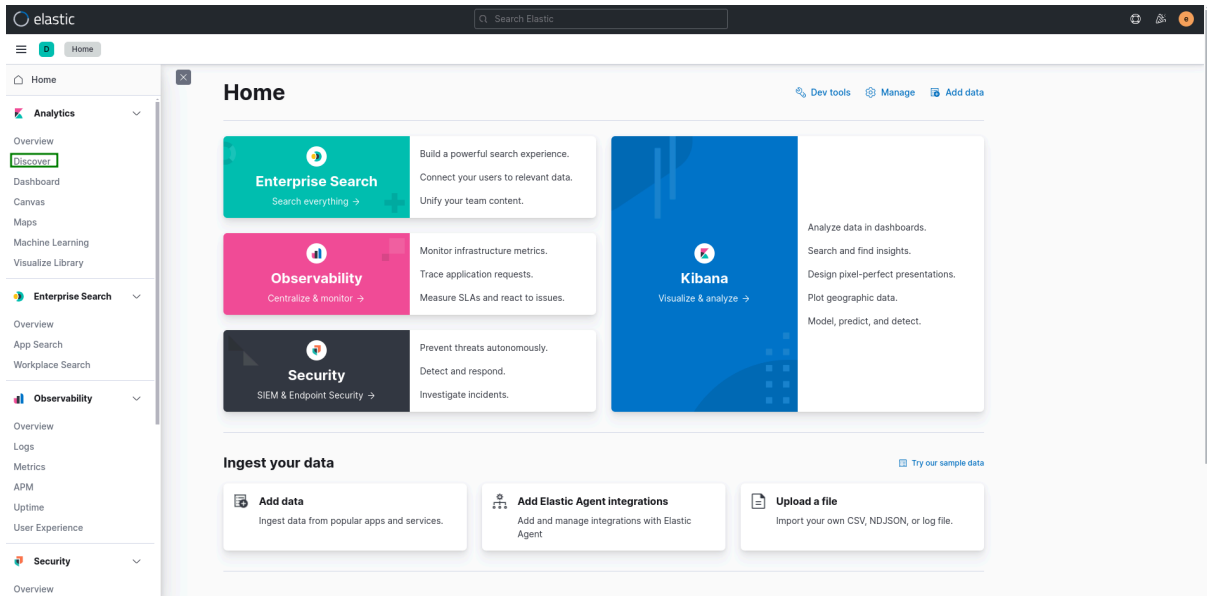 elastic
Search Elastic
e
D
Home
Home
Analytics
Overview
Discover
Dashboard
Canvas
Maps
Machine Learning
Visualize Library
Enterprise Search
Overview
App Search
Workplace Search
Observability
Overview
Logs
Metrics
APM
Uptime
User Experience
Security
Overview
Home
Dev tools
Manage
Add data
Enterprise Search
Search everything →
Build a powerful search experience.
Connect your users to relevant data.
Unify your team content.
Observability
Centralize & monitor →
Monitor infrastructure metrics.
Trace application requests.
Measure SLAs and react to issues.
Security
SIEM & Endpoint Security →
Prevent threats autonomously.
Detect and respond.
Investigate incidents.
Kibana
Visualize & analyze →
Analyze data in dashboards.
Search and find insights.
Design pixel-perfect presentations.
Plot geographic data.
Model, predict, and detect.
Ingest your data
Try our sample data
Add data
Ingest data from popular apps and services.
Add Elastic Agent integrations
Add and manage integrations with Elastic
Agent
Upload a file
Import your own CSV, NDJSON, or log file.